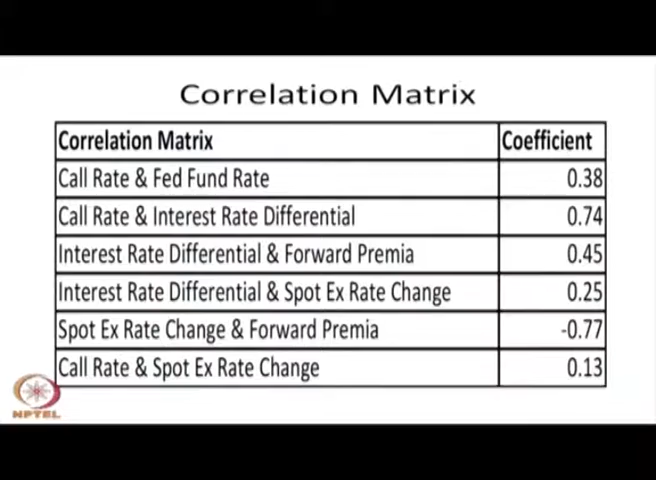 Correlation Matrix
Correlation Matrix Coefficient
Call Rate & Fed Fund Rate 0.38
Call Rate & Interest Rate Differential 0.74
Interest Rate Differential & Forward Premia 0.45
Interest Rate Differential & Spot Ex Rate Change 0.25
Spot Ex Rate Change & Forward Premia -0.77
Call Rate & Spot Ex Rate Change 0.13
NPTEL